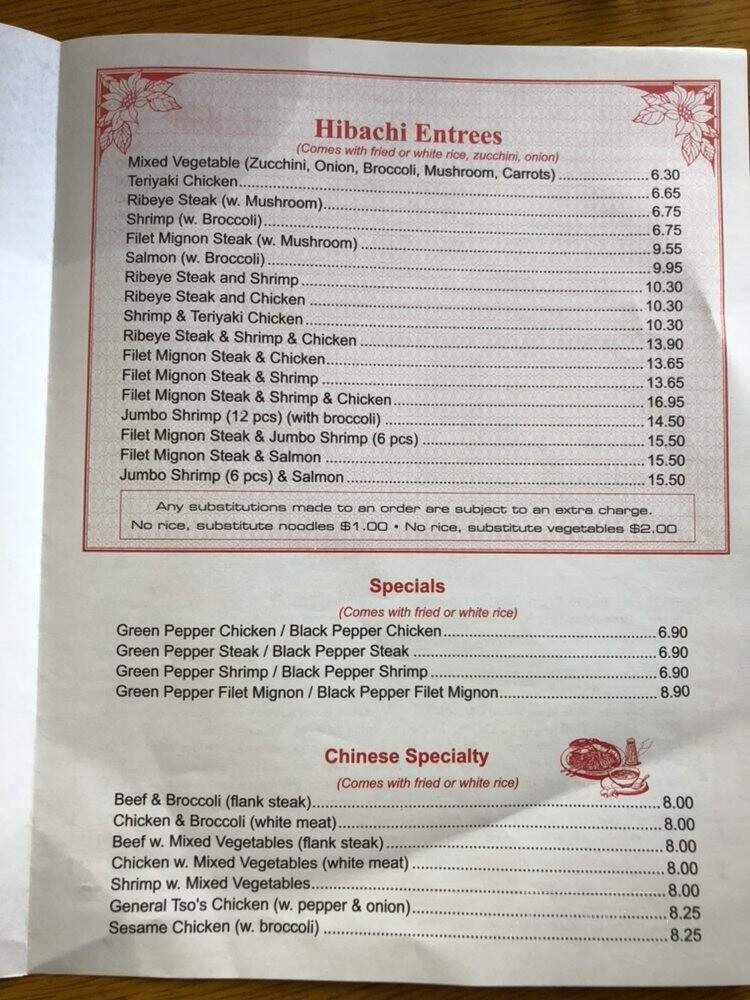 Hibachi Entrees
(Comes with fried or white rice, zucchini, onion)
Mixed Vegetable (Zucchini, Onion, Broccoli, Mushroom, Carrots) 6.30
Teriyaki Chicken 6.65
Ribeye Steak (w. Mushroom) 6.75
Shrimp (w. Broccoli) 6.75
Filet Mignon Steak (w. Mushroom) 9.55
Salmon (w. Broccoli) 9.95
Ribeye Steak and Shrimp 10.30
Ribeye Steak and Chicken 10.30
Shrimp & Teriyaki Chicken 10.30
Ribeye Steak & Shrimp & Chicken 13.90
Filet Mignon Steak & Chicken 13.65
Filet Mignon Steak & Shrimp 13.65
Filet Mignon Steak & Shrimp & Chicken 16.95
Jumbo Shrimp (12 pcs) (with broccoli) 14.50
Filet Mignon Steak & Jumbo Shrimp (6 pcs) 15.50
Filet Mignon Steak & Salmon 15.50
Jumbo Shrimp (6 pcs) & Salmon 15.50
Any substitutions made to an order are subject to an extra charge.
No rice, substitute noodles $1.00 • No rice, substitute vegetables $2.00
Specials
(Comes with fried or white rice)
Green Pepper Chicken / Black Pepper Chicken 6.90
Green Pepper Steak / Black Pepper Steak 6.90
Green Pepper Shrimp / Black Pepper Shrimp 6.90
Green Pepper Filet Mignon / Black Pepper Filet Mignon 8.90
Chinese Specialty
(Comes with fried or white rice)
Beef & Broccoli (flank steak) 8.00
Chicken & Broccoli (white meat) 8.00
Beef w. Mixed Vegetables (flank steak) 8.00
Chicken w. Mixed Vegetables (white meat) 8.00
Shrimp w. Mixed Vegetables 8.00
General Tso's Chicken (w. pepper & onion) 8.25
Sesame Chicken (w. broccoli) 8.25